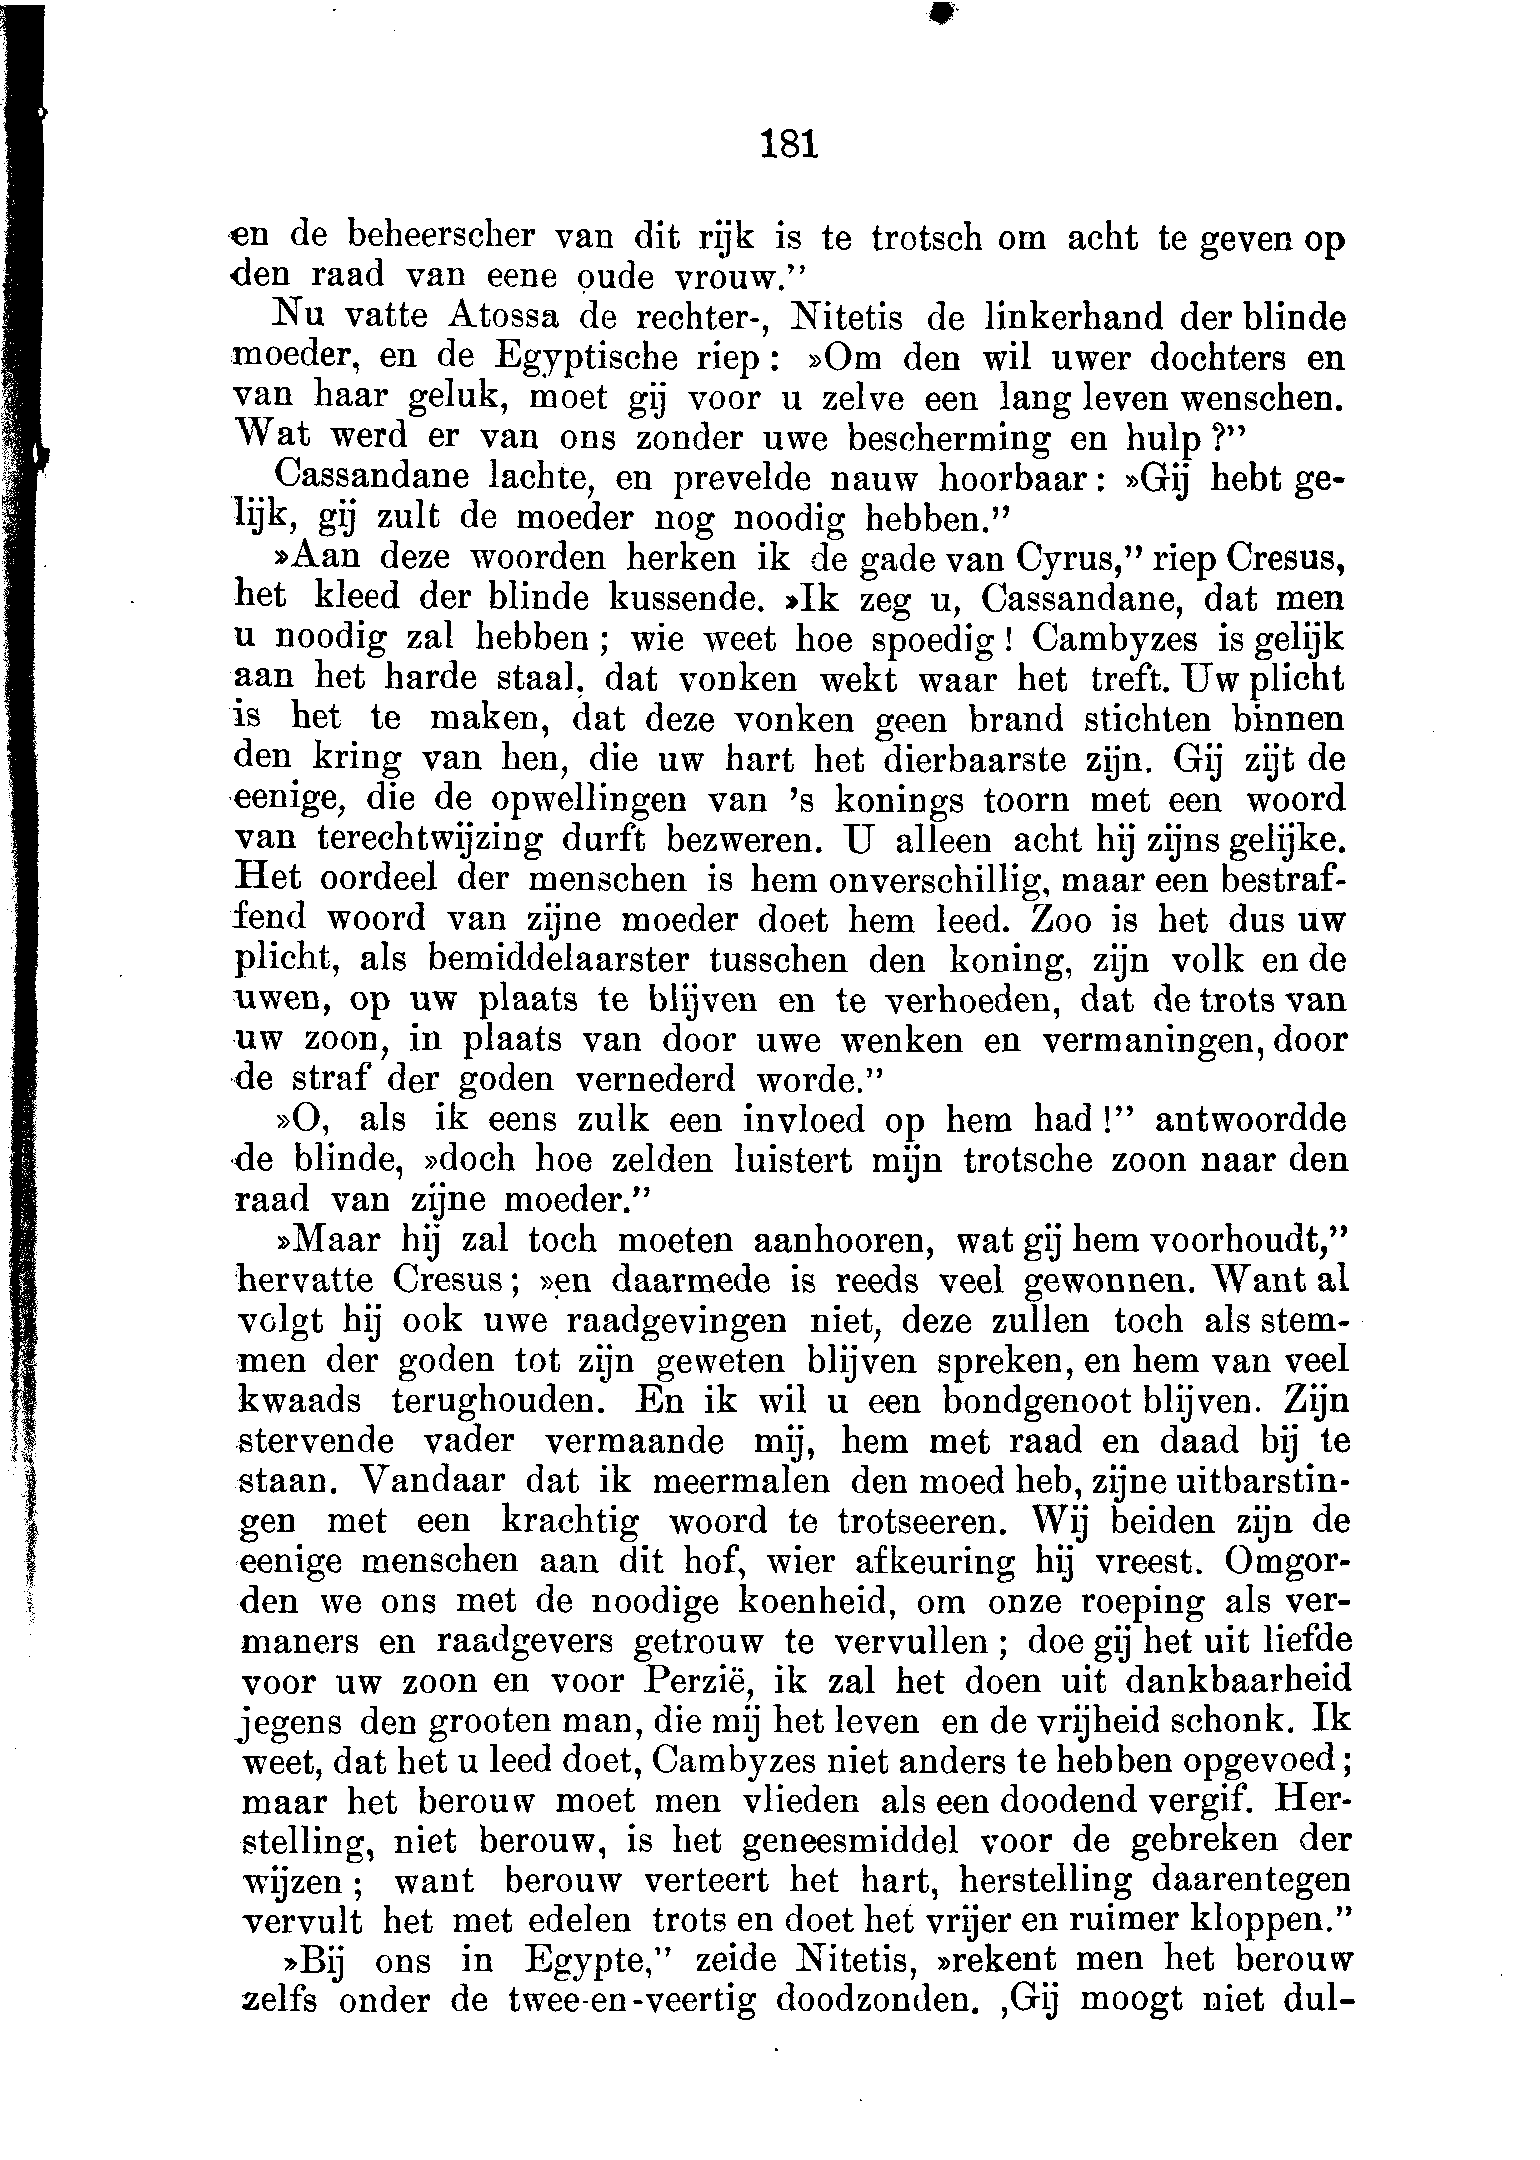 181
en de beheerscher van dit rijk is te trotsch om acht te geven op
den raad van eene oude vrouw.”
Nu vatte Atossa de rechter-, Nitetis de linkerhand der blinde
moeder, en de Egyptische riep: »Om den wil uwer dochters en
van haar geluk, moet gij voor u zelve een lang leven wenschen.
Wat werd er van ons zonder uwe bescherming en hulp?”
Cassandane lachte, en prevelde nauw hoorbaar: »Gij hebt ge-
lijk, gij zult de moeder nog noodig hebben.”
»Aan deze woorden herken ik de gade van Cyrus,” riep Cresus,
het kleed der blinde kussende. »Ik zeg u, Cassandane, dat men
u noodig zal hebben; wie weet hoe spoedig! Cambyzes is gelijk
aan het harde staal, dat vonken wekt waar het treft. Uw plicht
is het te maken, dat deze vonken geen brand stichten binnen
den kring van hen, die uw hart het dierbaarste zijn. Gij zijt de
eenige, die de opwellingen van ’s konings toorn met een woord
van terechtwijzing durft bezweren. U alleen acht hij zijns gelijke.
Het oordeel der menschen is hem onverschillig, maar een bestraf-
fend woord van zijne moeder doet hem leed. Zoo is het dus uw
plicht, als bemiddelaarster tusschen den koning, zijn volk en de
uwen, op uw plaats te blijven en te verhoeden, dat de trots van
uw zoon, in plaats van door uwe wenken en vermaningen, door
de straf der goden vernederd worde.”
»O, als ik eens zulk een invloed op hem had!” antwoordde
de blinde, »doch hoe zelden luistert mijn trotsche zoon naar den
raad van zijne moeder.”
»Maar hij zal toch moeten aanhooren, wat gij hem voorhoudt,”
hervatte Cresus; »en daarmede is reeds veel gewonnen. Want al
volgt hij ook uwe raadgevingen niet, deze zullen toch als stem-
men der goden tot zijn geweten blijven spreken, en hem van veel
kwaads terughouden. En ik wil u een bondgenoot blijven. Zijn
stervende vader vermaande mij, hem met raad en daad bij te
staan. Vandaar dat ik meermalen den moed heb, zijne uitbarstin-
gen met een krachtig woord te trotseeren. Wij beiden zijn de
eenige menschen aan dit hof, wier afkeuring hij vreest. Omgor-
den we ons met de noodige koenheid, om onze roeping als ver-
maners en raadgevers getrouw te vervullen; doe gij het uit liefde
voor uw zoon en voor Perzië, ik zal het doen uit dankbaarheid
jegens den grooten man, die mij het leven en de vrijheid schonk. Ik
weet, dat het u leed doet, Cambyzes niet anders te hebben opgevoed;
maar het berouw moet men vlieden als een doodend vergif. Her-
stelling, niet berouw, is het geneesmiddel voor de gebreken der
wijzen; want berouw verteert het hart, herstelling daarentegen
vervult het met edelen trots en doet het vrijer en ruimer kloppen.”
»Bij ons in Egypte,” zeide Nitetis, »rekent men het berouw
zelfs onder de twee-en-veertig doodzonden. ‚Gij moogt niet dul-